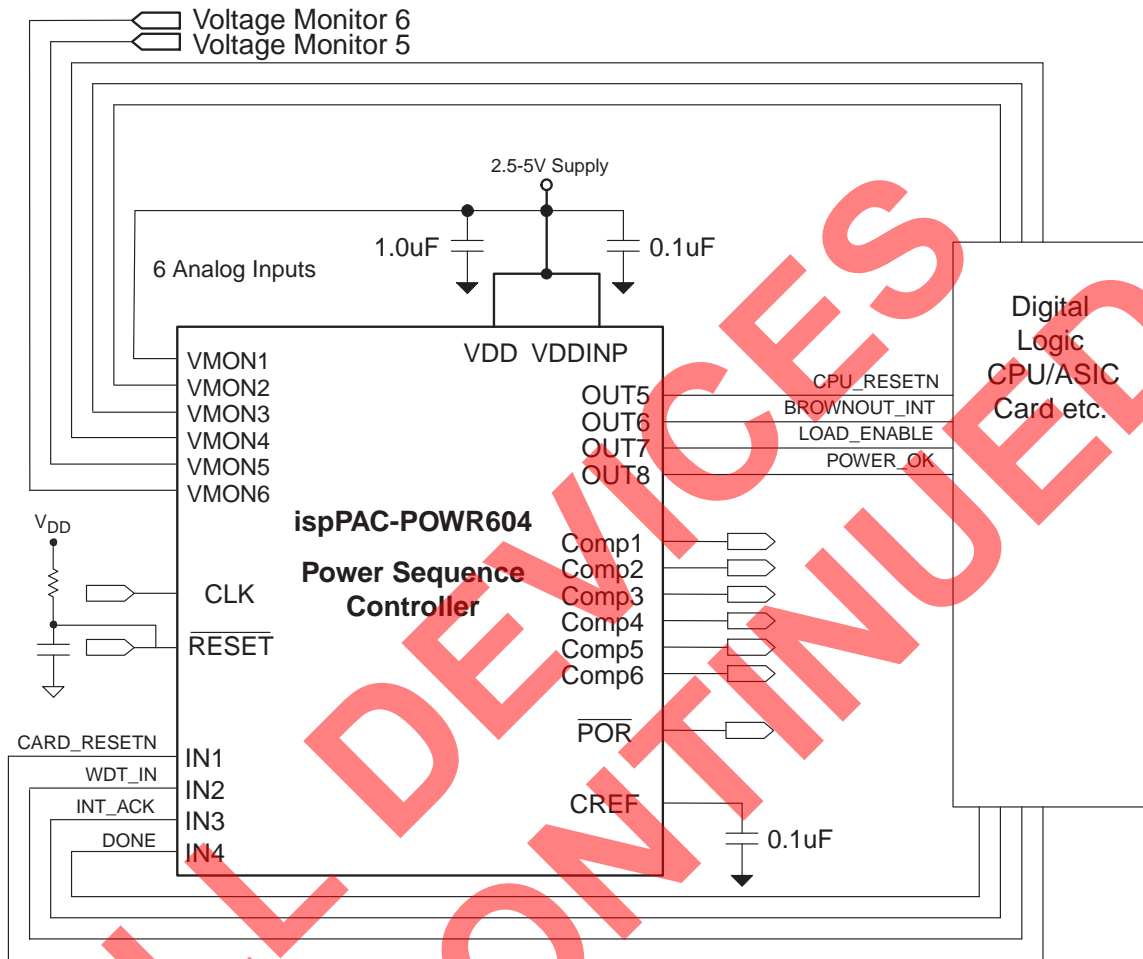 Voltage Monitor 6
Voltage Monitor 5
2.5-5V Supply
1.0uF
0.1uF
6 Analog Inputs
VDD VDDINP
VMON1
VMON2
VMON3
VMON4
VMON5
VMON6
OUT5
OUT6
OUT7
OUT8
CPU_RESETN
BROWNOUT_INT
LOAD_ENABLE
POWER_OK
Digital
Logic
CPU/ASIC
Card etc.
ispPAC-POWR604
Power Sequence
Controller
VDD
CLK
RESET
Comp1
Comp2
Comp3
Comp4
Comp5
Comp6
POR
CREF
0.1uF
CARD_RESETN
WDT_IN
INT_ACK
DONE
IN1
IN2
IN3
IN4
LL DEVICES
ONTINUED